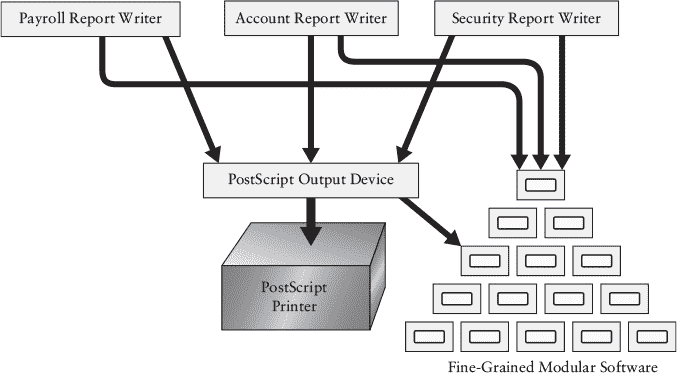 Payroll Report Writer
Account Report Writer
Security Report Writer
PostScript Output Device
PostScript
Printer
Fine-Grained Modular Software